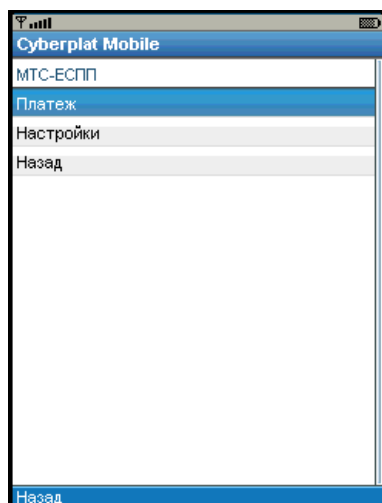 Cyberplat Mobile
МТС-ЕСПП
Платеж
Настройки
Назад
Назад